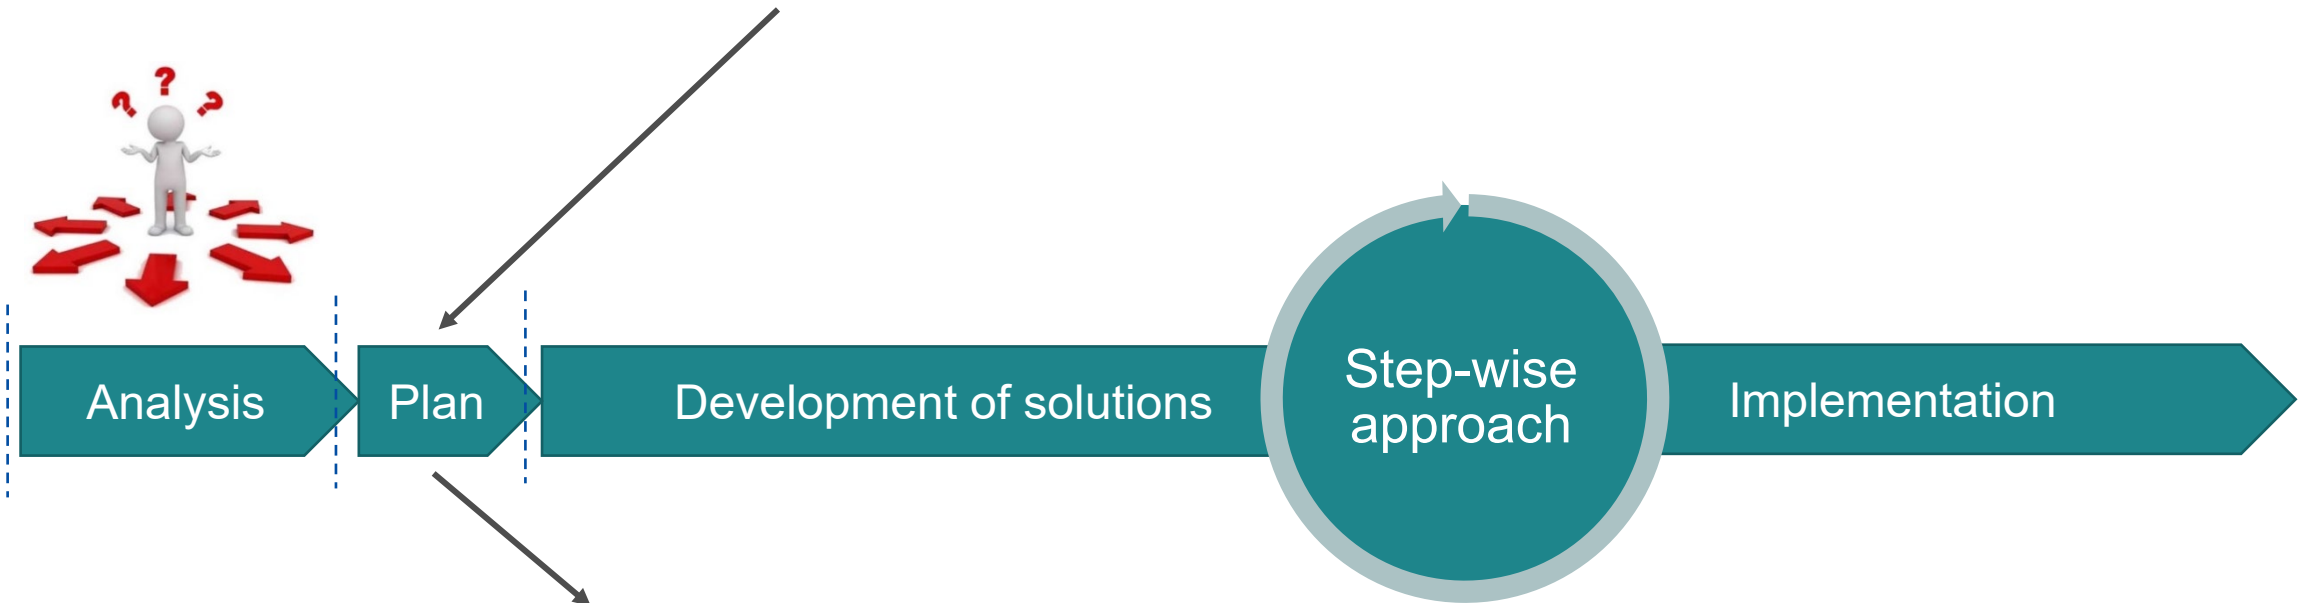 ? ? ?
Analysis
Plan
Development of solutions
Step-wise
approach
Implementation